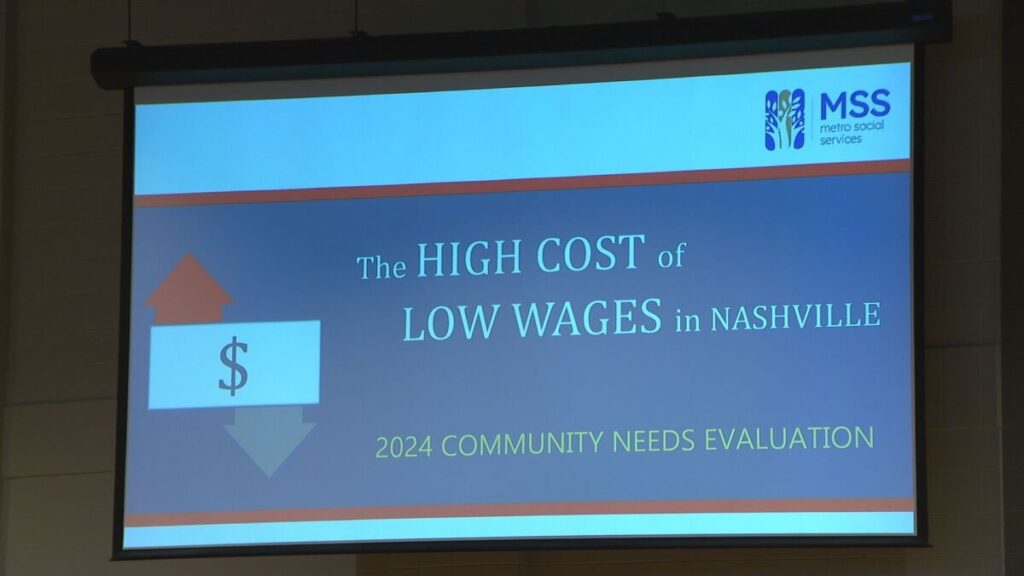 MSS
metro social
services
The HIGH COST of
LOW WAGES in NASHVILLE
$
2024 COMMUNITY NEEDS EVALUATION